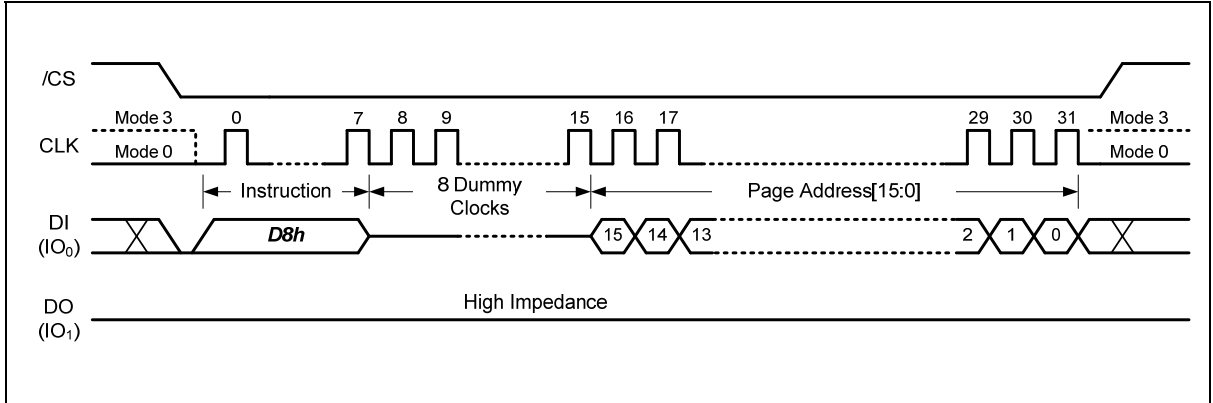 /CS
Mode 3 0 7 8 9 15 16 17 29 30 31 Mode 3
CLK
Mode 0 Mode 0
Instruction 8 Dummy Clocks Page Address[15:0]
DI
(IO₀)
D8h 15 14 13 2 1 0
High Impedance
DO
(IO₁)